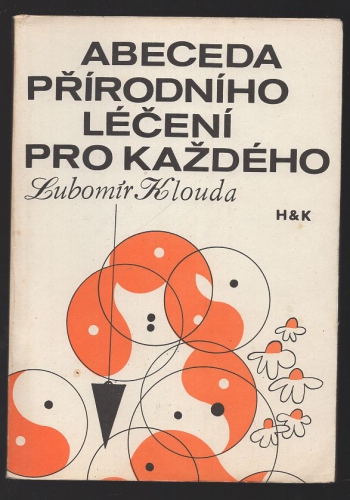 ABECEDA
PŘÍRODNÍHO
LÉČENÍ
PRO KAŽDÉHO
Lubomír Klouda
H&K